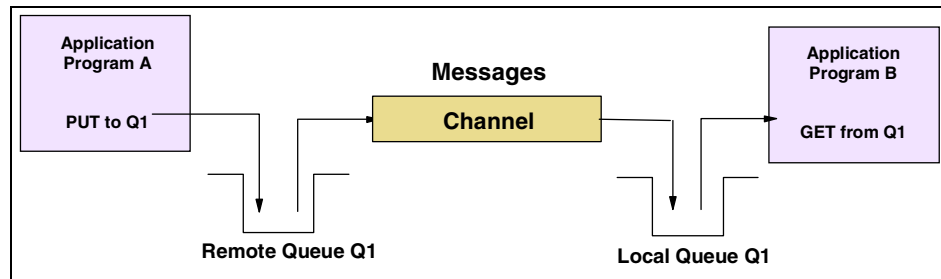 Application
Program A
PUT to Q1
Messages
Channel
Application
Program B
GET from Q1
Remote Queue Q1
Local Queue Q1